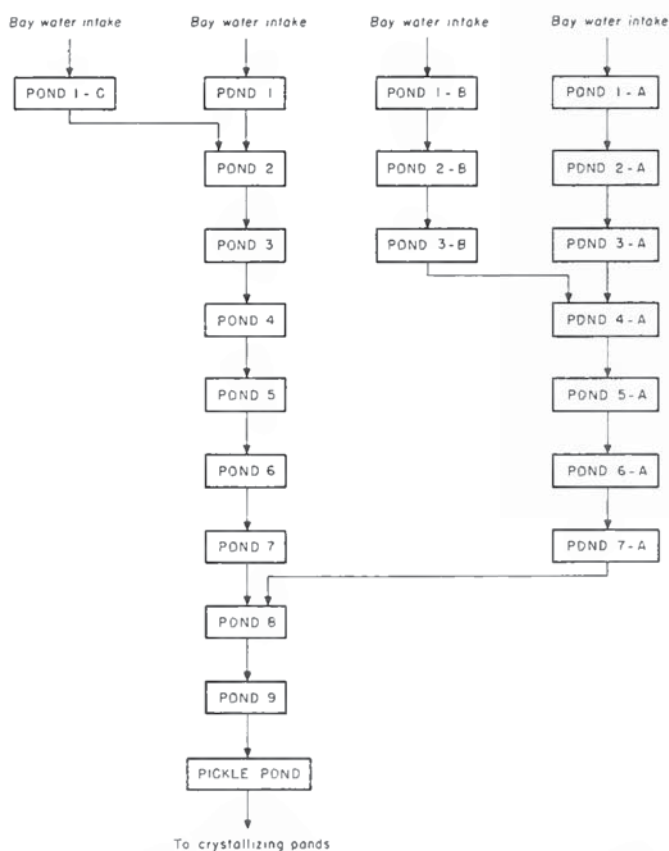 Bay water intake
Bay water intake
Bay water intake
Bay water intake
POND 1-C
POND 1
POND 1-B
POND 1-A
POND 2
POND 2-B
POND 2-A
POND 3
POND 3-B
POND 3-A
POND 4
POND 4-A
POND 5
POND 5-A
POND 6
POND 6-A
POND 7
POND 7-A
POND 8
POND 9
PICKLE POND
To crystallizing ponds